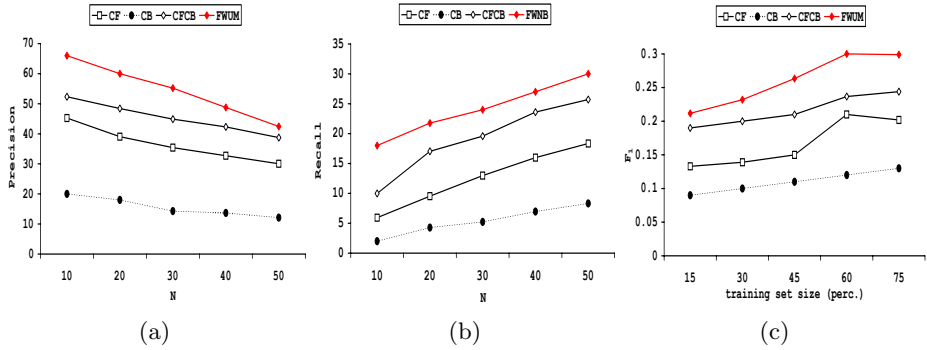 CF CB CFCB FWUM
70
60
50
40
30
20
10
0
Precision
10 20 30 40 50
N
(a)
CF CB CFCB FWNB
35
30
25
20
15
10
5
0
Recall
10 20 30 40 50
N
(b)
CF CB CFCB FWUM
0.3
0.25
0.2
0.15
0.1
0.05
0
F1
15 30 45 60 75
training set size (perc.)
(c)